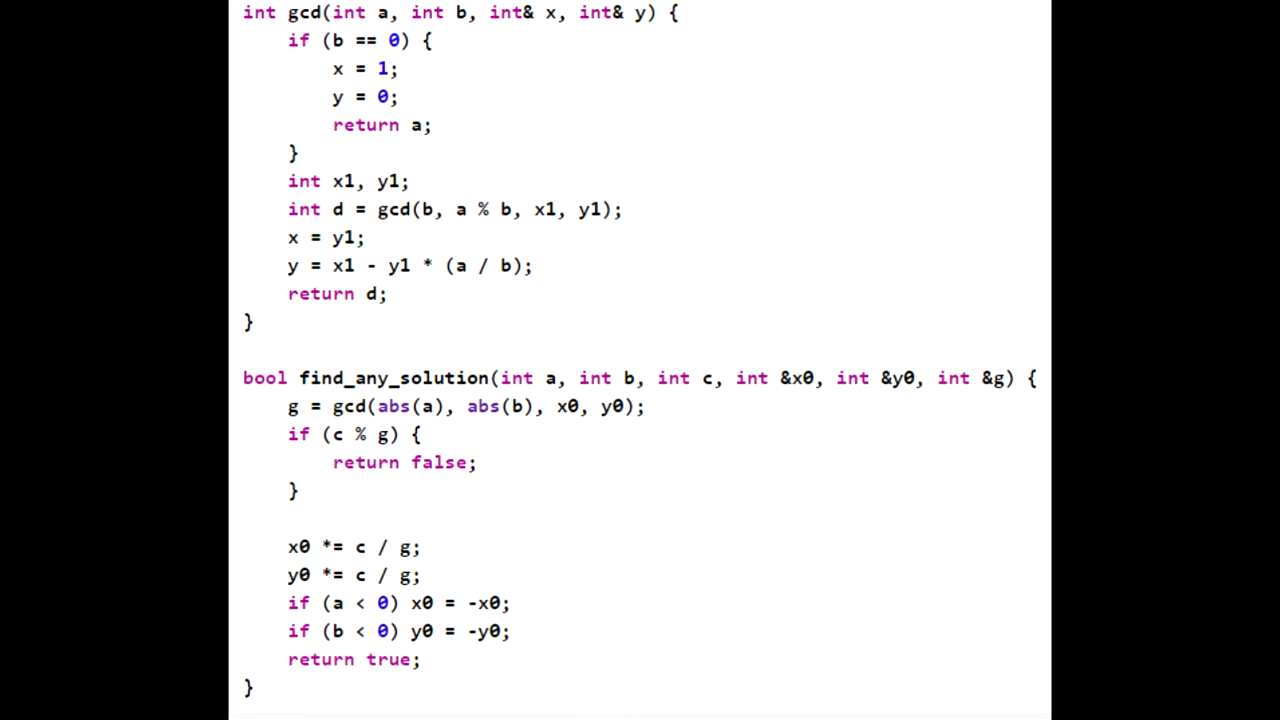 int gcd(int a, int b, int& x, int& y) {
    if (b == 0) {
        x = 1;
        y = 0;
        return a;
    }
    int x1, y1;
    int d = gcd(b, a % b, x1, y1);
    x = y1;
    y = x1 - y1 * (a / b);
    return d;
}

bool find_any_solution(int a, int b, int c, int &x0, int &y0, int &g) {
    g = gcd(abs(a), abs(b), x0, y0);
    if (c % g) {
        return false;
    }

    x0 *= c / g;
    y0 *= c / g;
    if (a < 0) x0 = -x0;
    if (b < 0) y0 = -y0;
    return true;
}